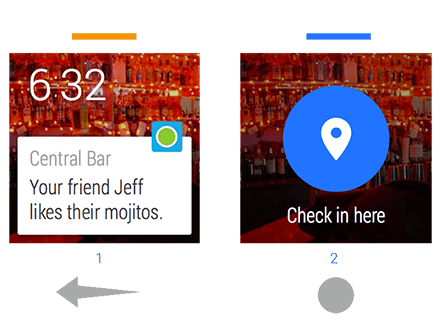 6:32
Central Bar
Your friend Jeff
likes their mojitos.
Check in here
1
2